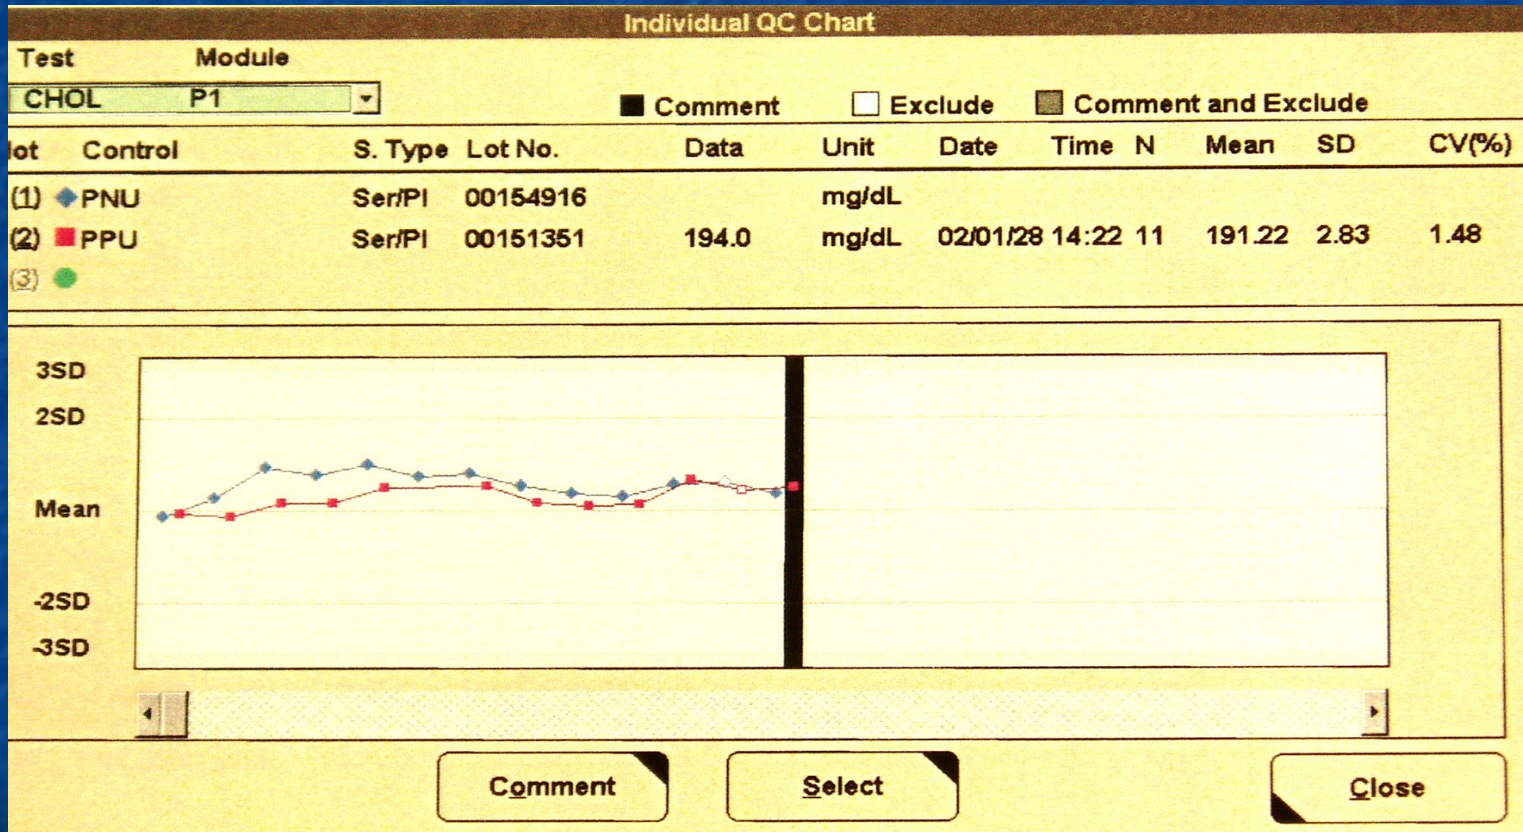 Individual QC Chart
Test Module
CHOL P1
Comment Exclude Comment and Exclude
lot Control S. Type Lot No. Data Unit Date Time N Mean SD CV(%)
(1) PNU Ser/Pl 00154916 mg/dL
(2) PPU Ser/Pl 00151351 194.0 mg/dL 02/01/28 14:22 11 191.22 2.83 1.48
(3)
3SD
2SD
Mean
-2SD
-3SD
Comment Select Close